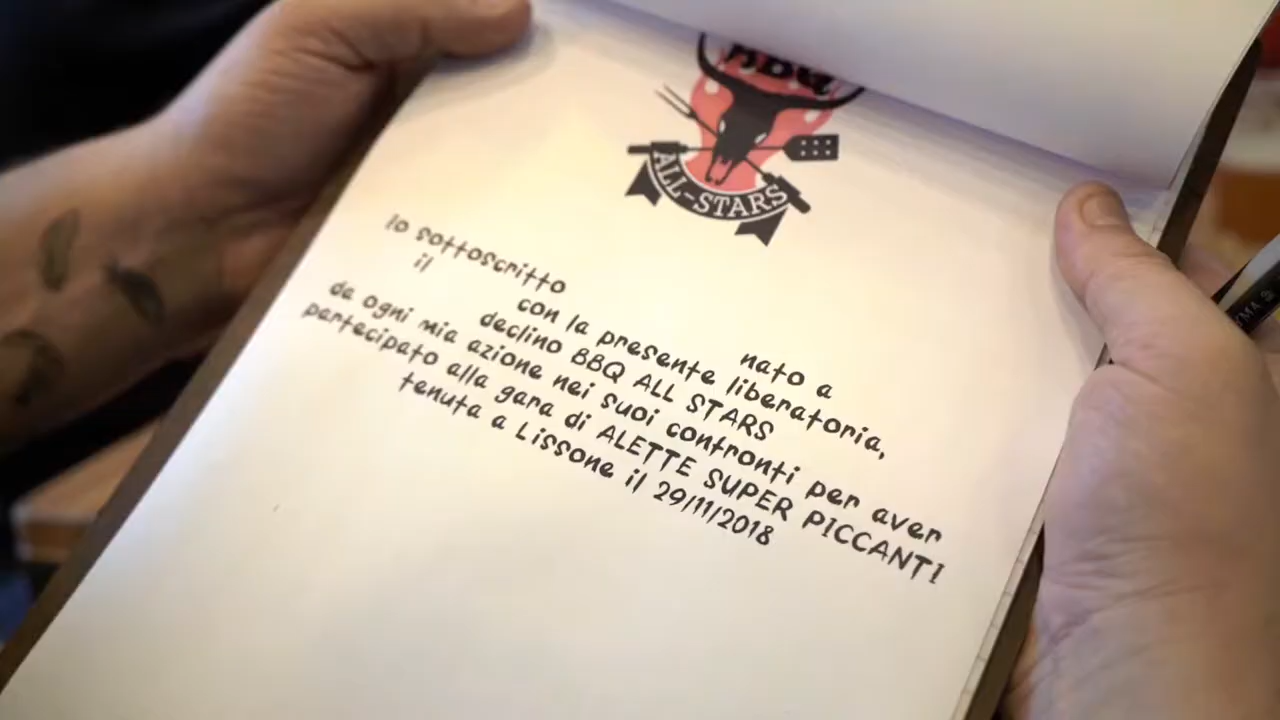 BBQ
ALL-STARS
Io sottoscritto nato a
il con la presente liberatoria,
declino BBQ ALL STARS
da ogni mia azione nei suoi confronti per aver
partecipato alla gara di ALETTE SUPER PICCANTI
tenuta a Lissone il 29/11/2018